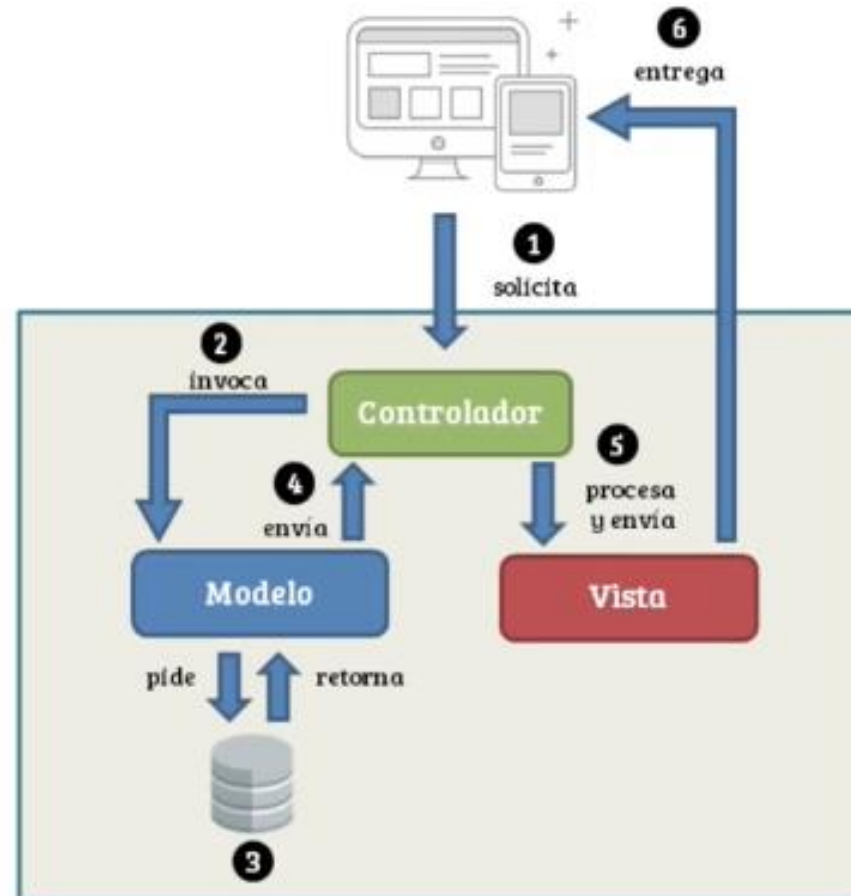 6
entrega
1
solicita
2
invoca
Controlador
5
procesa
y envía
4
envía
Modelo
Vista
pide
retorna
3